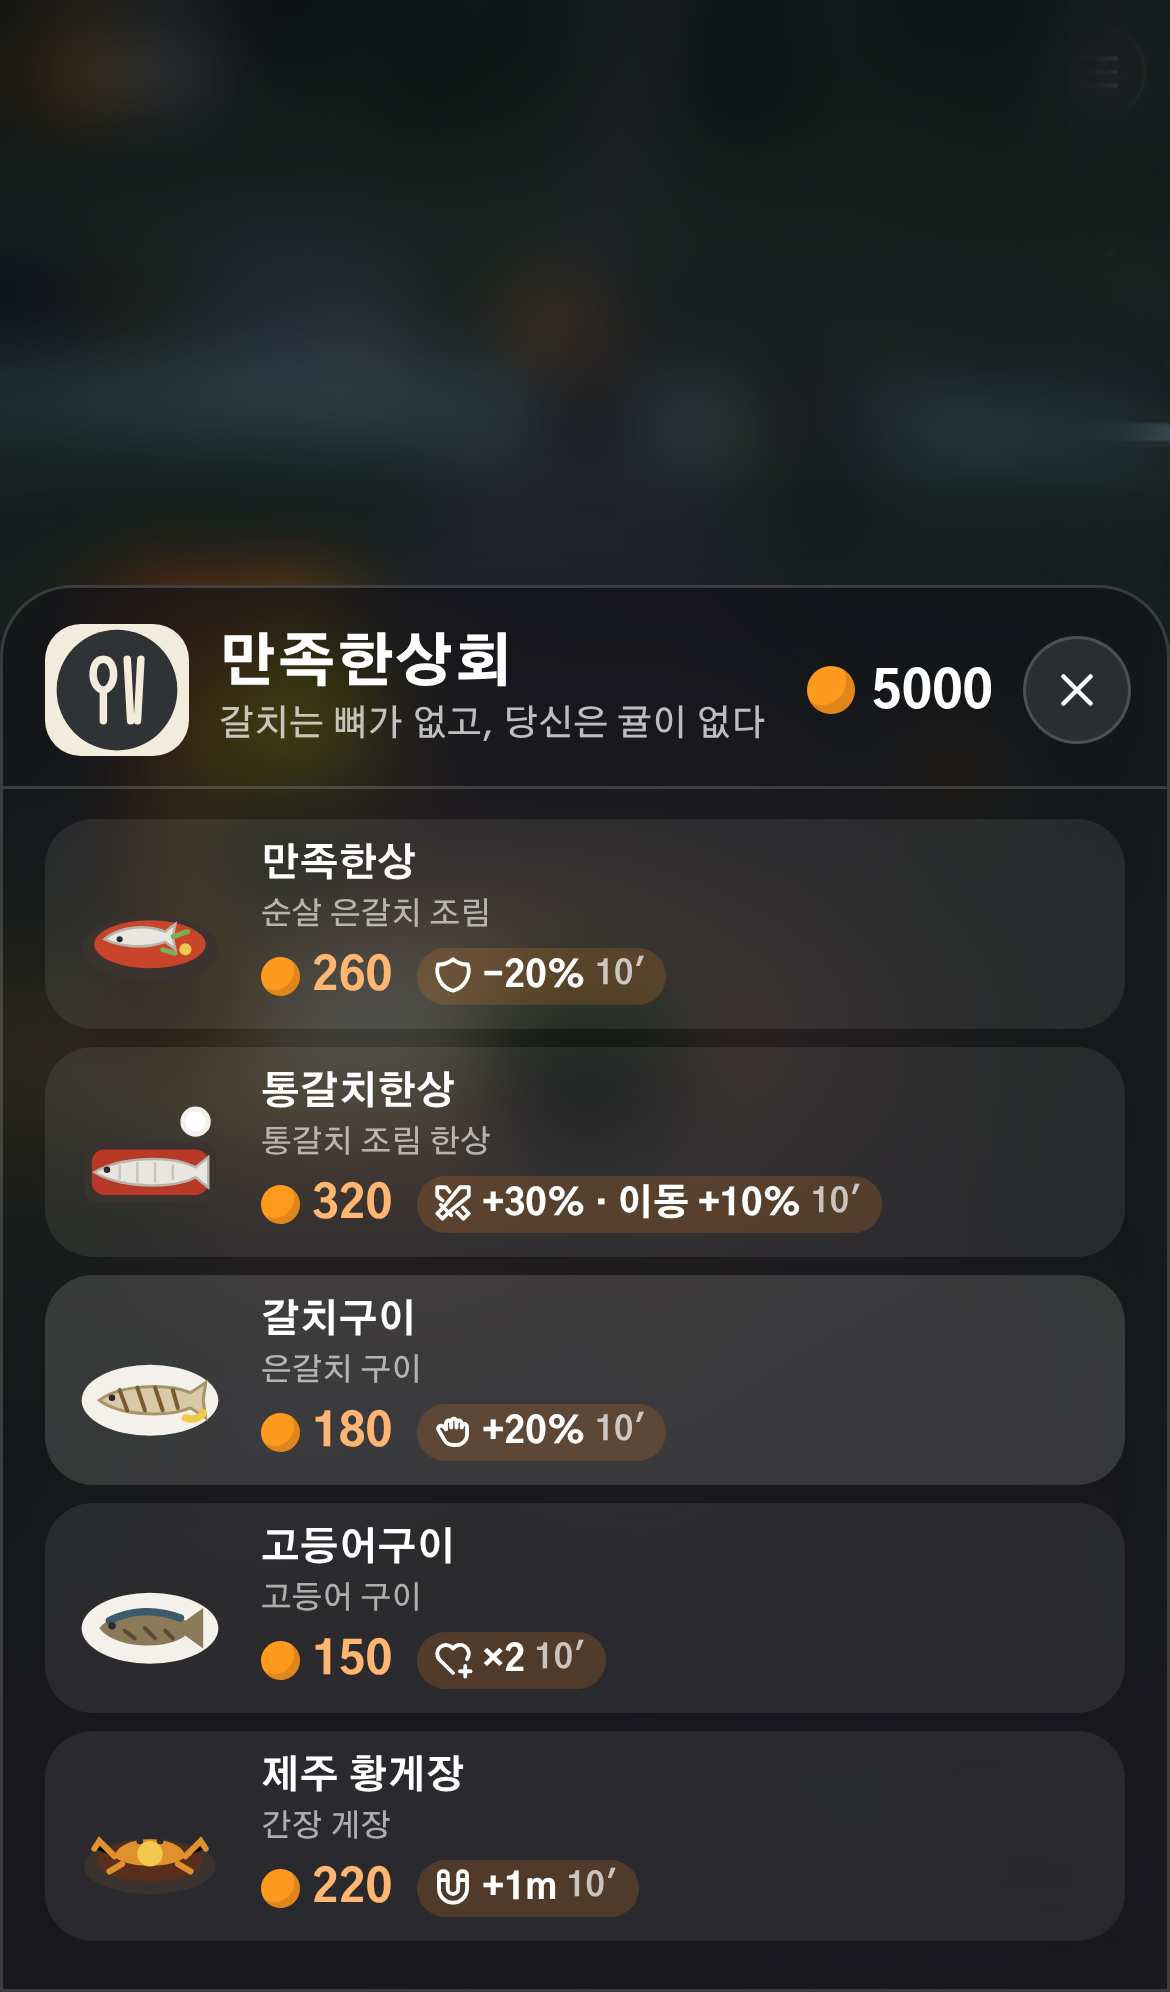 만족한상회
갈치는 뼈가 없고, 당신은 귤이 없다
5000
만족한상
순살 은갈치 조림
260 −20% 10′
통갈치한상
통갈치 조림 한상
320 +30% · 이동 +10% 10′
갈치구이
은갈치 구이
180 +20% 10′
고등어구이
고등어 구이
150 ×2 10′
제주 황게장
간장 게장
220 +1m 10′